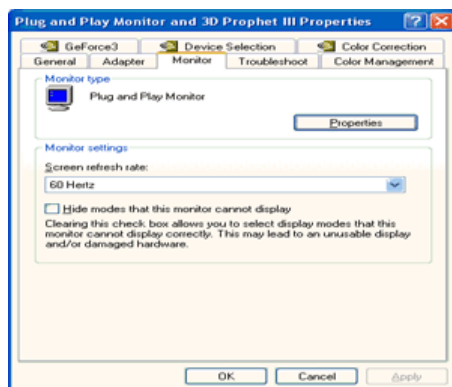 Plug and Play Monitor and 3D Prophet III Properties
GeForce3 Device Selection Color Correction
General Adapter Monitor Troubleshoot Color Management
Monitor type
Plug and Play Monitor
Properties
Monitor settings
Screen refresh rate:
60 Hertz
Hide modes that this monitor cannot display
Clearing this check box allows you to select display modes that this
monitor cannot display correctly. This may lead to an unusable display
and/or damaged hardware.
OK Cancel Apply